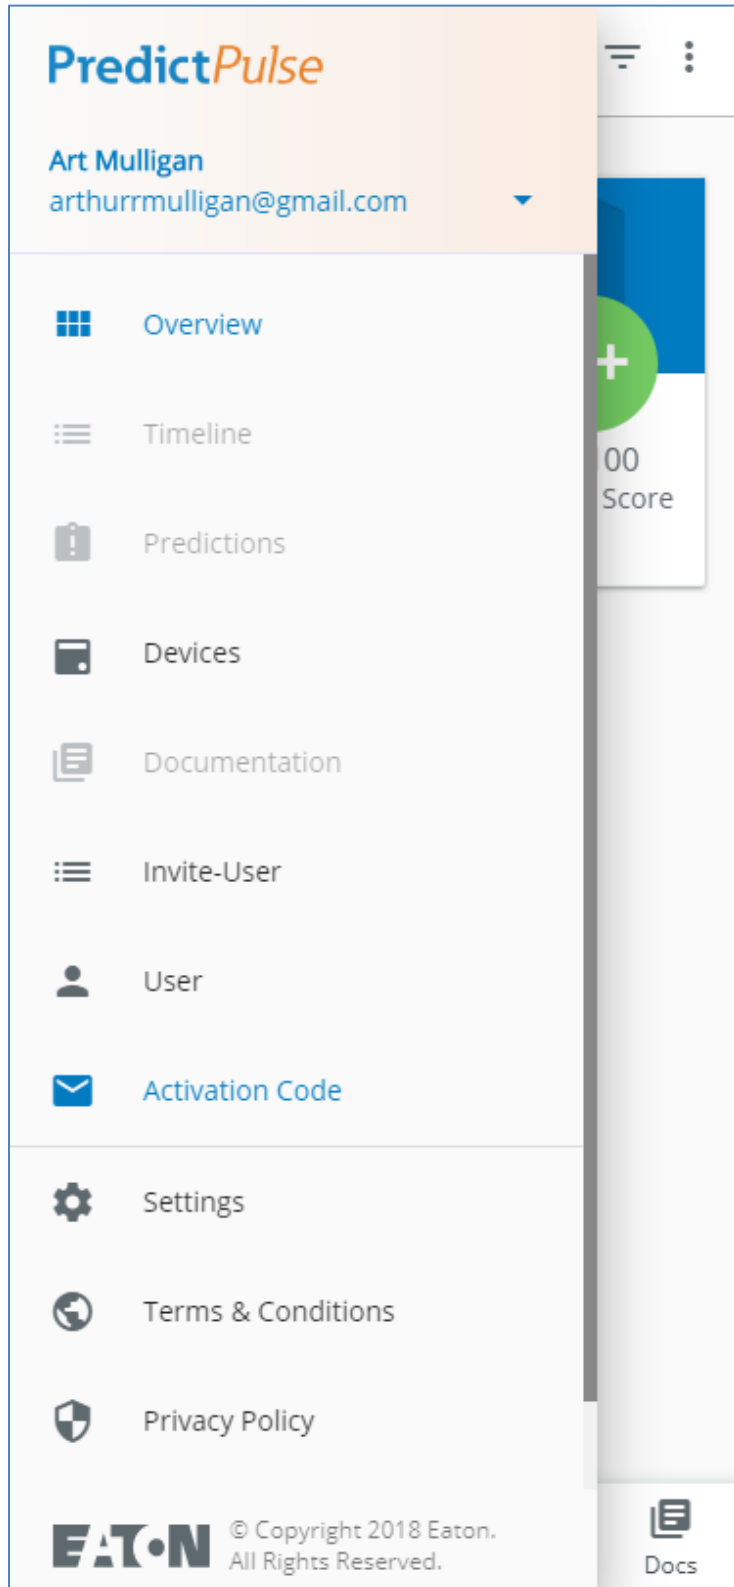 PredictPulse
Art Mulligan
arthurrmulligan@gmail.com
Overview
Timeline
Predictions
Devices
Documentation
Invite-User
User
Activation Code
Settings
Terms & Conditions
Privacy Policy
EATON
© Copyright 2018 Eaton.
All Rights Reserved.
00
Score
Docs